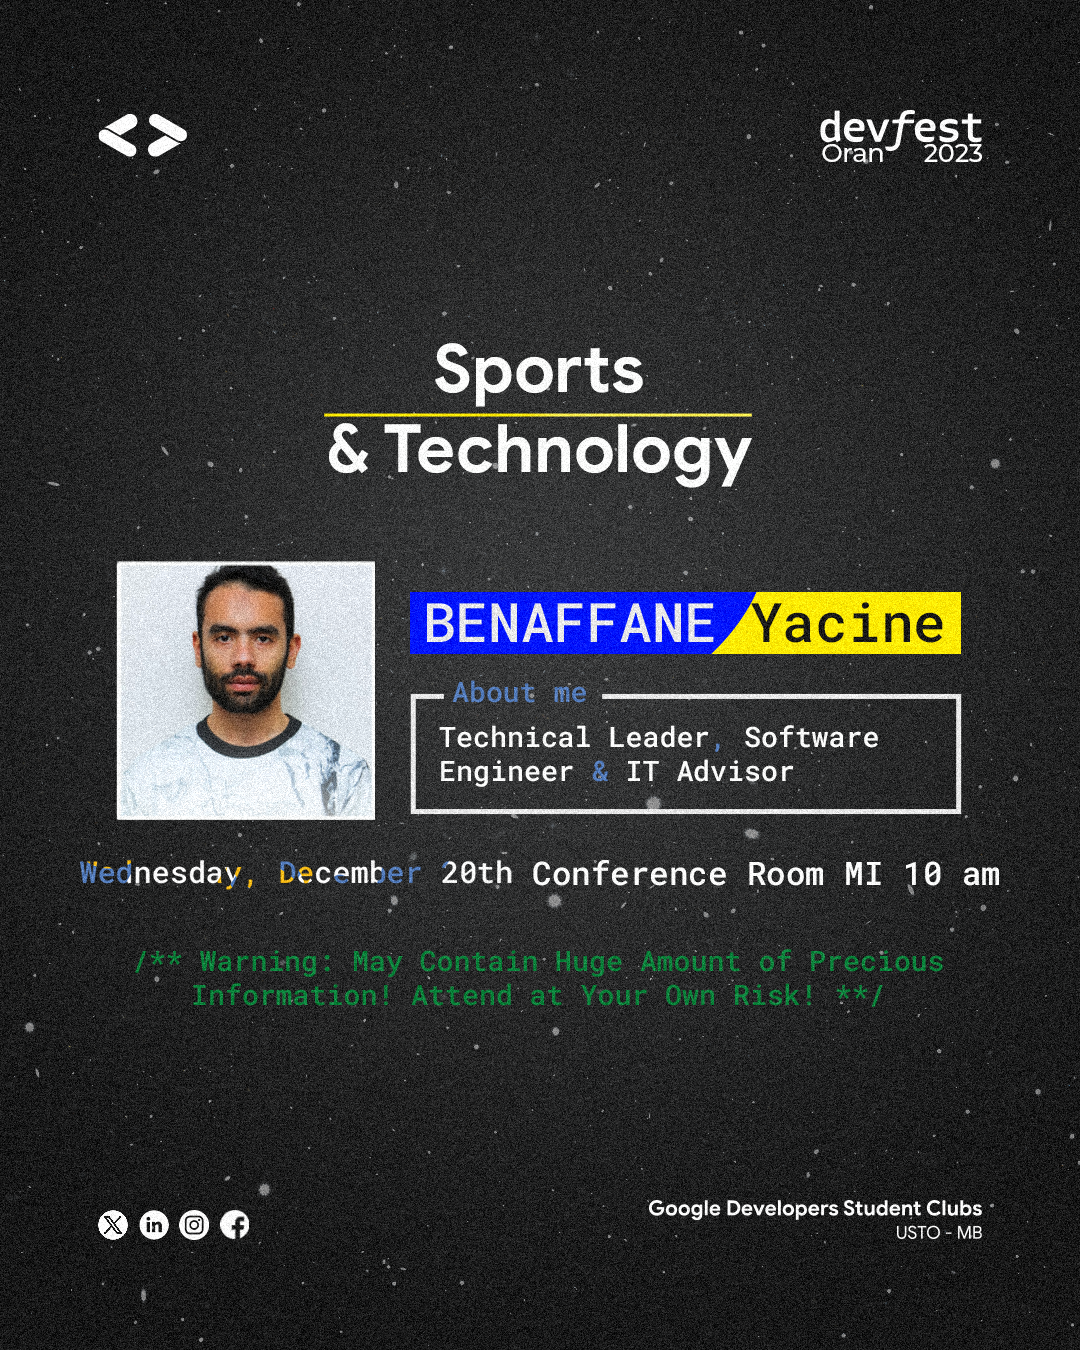 devfest
Oran 2023
Sports
& Technology
BENAFFANE Yacine
About me
Technical Leader, Software
Engineer & IT Advisor
Wednesday, December 20th Conference Room MI 10 am
/** Warning: May Contain Huge Amount of Precious
Information! Attend at Your Own Risk! **/
Google Developers Student Clubs
USTO - MB